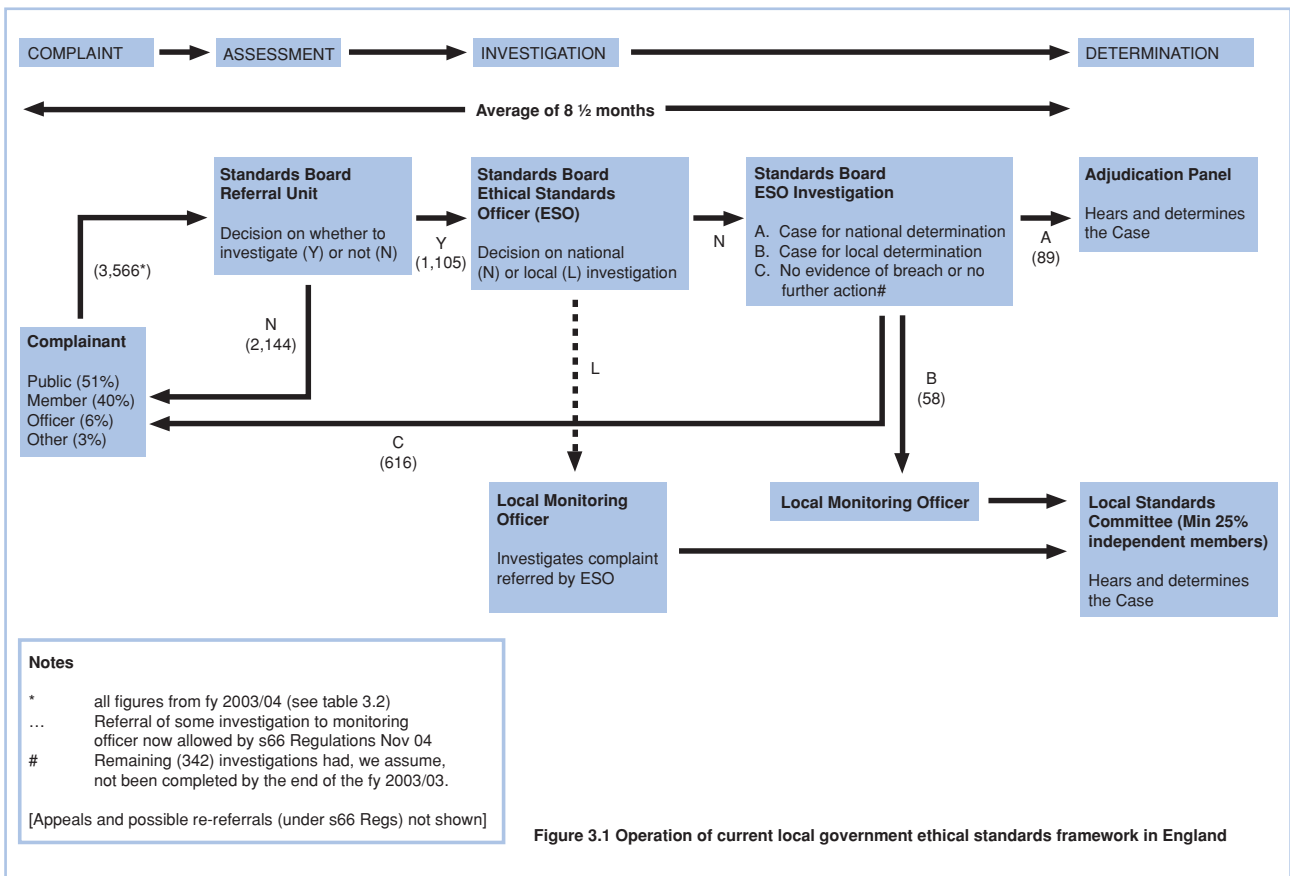 COMPLAINT
ASSESSMENT
INVESTIGATION
DETERMINATION
Average of 8 ½ months
Standards Board
Referral Unit
Decision on whether to
investigate (Y) or not (N)
Y
(1,105)
Standards Board
Ethical Standards
Officer (ESO)
Decision on national
(N) or local (L) investigation
N
Standards Board
ESO Investigation
A. Case for national determination
B. Case for local determination
C. No evidence of breach or no
further action#
A
(89)
Adjudication Panel
Hears and determines
the Case
(3,566*)
N
(2,144)
Complainant
Public (51%)
Member (40%)
Officer (6%)
Other (3%)
L
B
(58)
C
(616)
Local Monitoring
Officer
Investigates complaint
referred by ESO
Local Monitoring Officer
Local Standards
Committee (Min 25%
independent members)
Hears and determines
the Case
Notes
* all figures from fy 2003/04 (see table 3.2)
… Referral of some investigation to monitoring
officer now allowed by s66 Regulations Nov 04
# Remaining (342) investigations had, we assume,
not been completed by the end of the fy 2003/03.
[Appeals and possible re-referrals (under s66 Regs) not shown]
Figure 3.1 Operation of current local government ethical standards framework in England